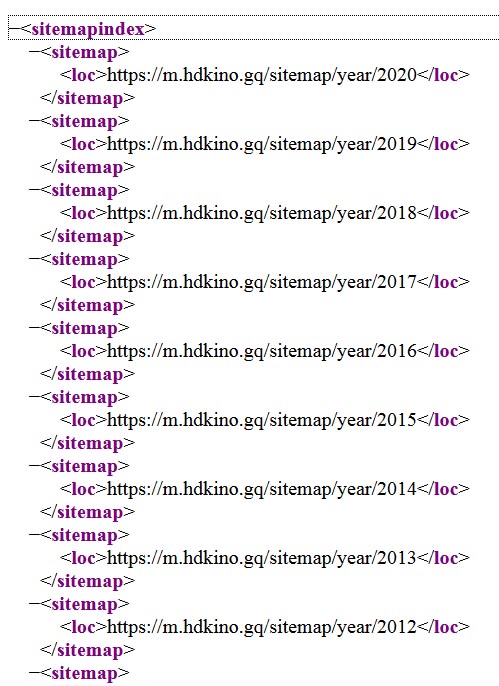 −<sitemapindex>
−<sitemap>
<loc>https://m.hdkino.gq/sitemap/year/2020</loc>
</sitemap>
−<sitemap>
<loc>https://m.hdkino.gq/sitemap/year/2019</loc>
</sitemap>
−<sitemap>
<loc>https://m.hdkino.gq/sitemap/year/2018</loc>
</sitemap>
−<sitemap>
<loc>https://m.hdkino.gq/sitemap/year/2017</loc>
</sitemap>
−<sitemap>
<loc>https://m.hdkino.gq/sitemap/year/2016</loc>
</sitemap>
−<sitemap>
<loc>https://m.hdkino.gq/sitemap/year/2015</loc>
</sitemap>
−<sitemap>
<loc>https://m.hdkino.gq/sitemap/year/2014</loc>
</sitemap>
−<sitemap>
<loc>https://m.hdkino.gq/sitemap/year/2013</loc>
</sitemap>
−<sitemap>
<loc>https://m.hdkino.gq/sitemap/year/2012</loc>
</sitemap>
−<sitemap>